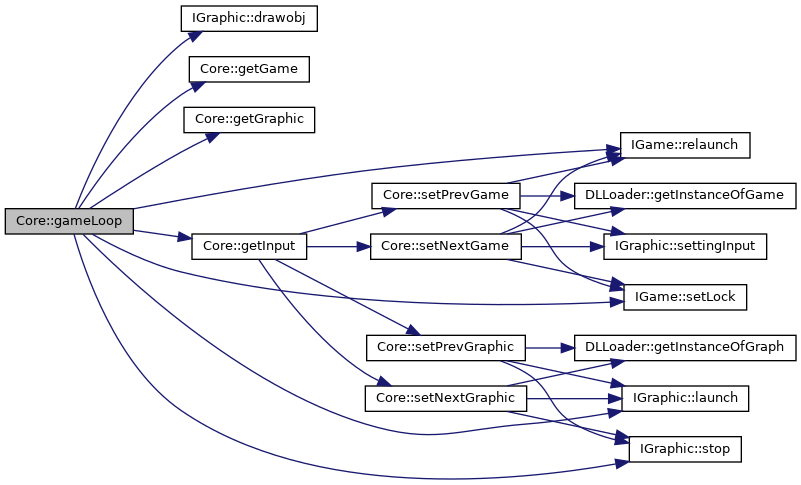 IGraphic::drawobj
Core::getGame
Core::getGraphic
IGame::relaunch
Core::setPrevGame
DLLoader::getInstanceOfGame
Core::gameLoop
Core::getInput
Core::setNextGame
IGraphic::settingInput
IGame::setLock
Core::setPrevGraphic
DLLoader::getInstanceOfGraph
Core::setNextGraphic
IGraphic::launch
IGraphic::stop